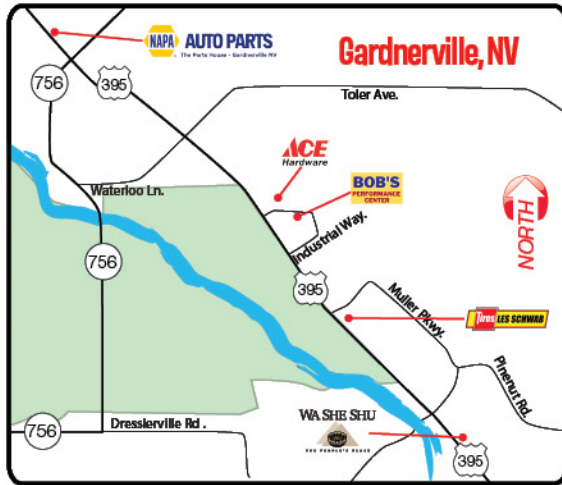 NAPA AUTO PARTS
The Parts House - Gardnerville NV
Gardnerville, NV
756
395
Toler Ave.
ACE
Hardware
BOB'S
PERFORMANCE
CENTER
Waterloo Ln.
Industrial Way.
NORTH
756
395
Muller Pkwy.
Tires LES SCHWAB
Pinenut Rd.
WA SHE SHU
THE PEOPLE'S PLACE
756
Dresslerville Rd .
395